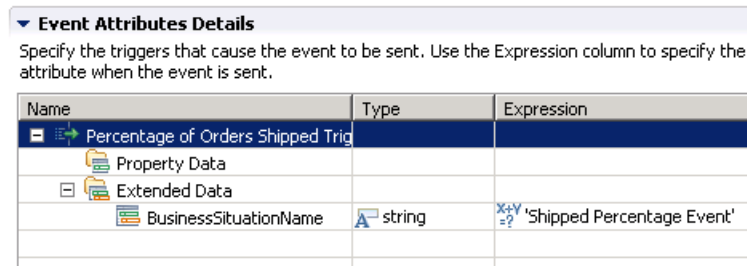 Event Attributes Details
Specify the triggers that cause the event to be sent. Use the Expression column to specify the
attribute when the event is sent.
Name Type Expression
Percentage of Orders Shipped Trig
Property Data
Extended Data
BusinessSituationName A string X+Y=? 'Shipped Percentage Event'